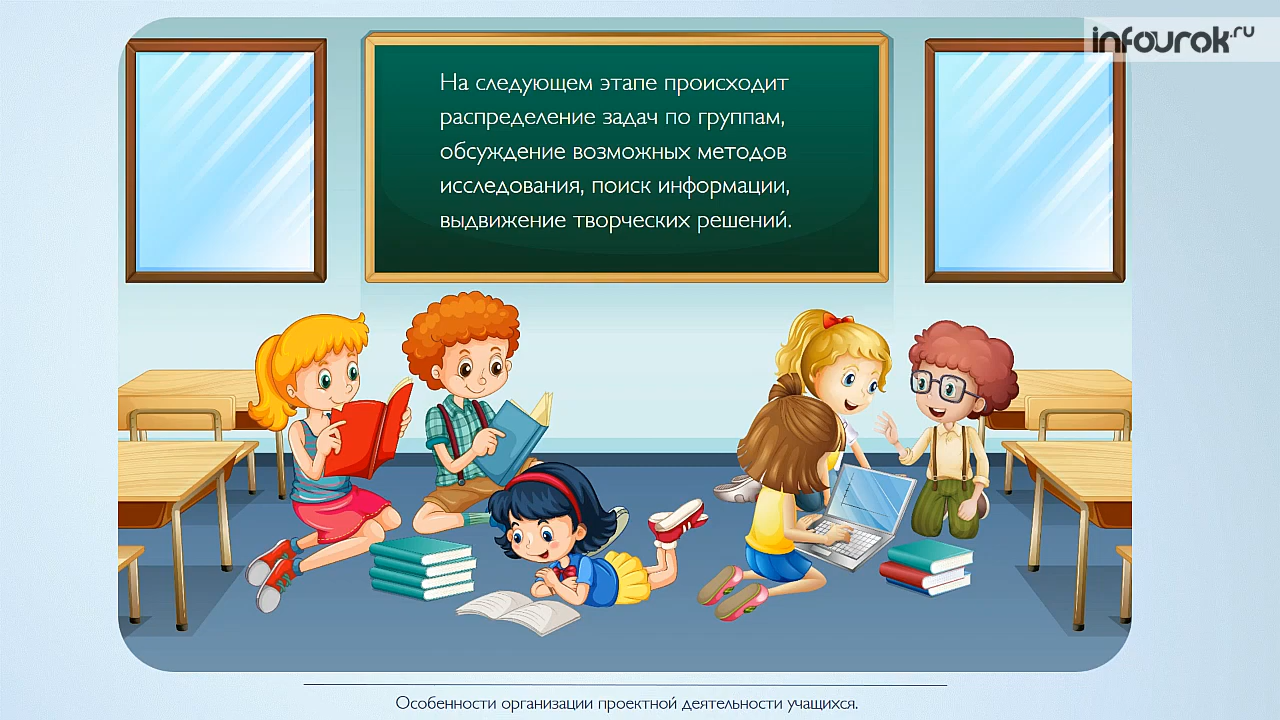 infourok.ru
На следующем этапе происходит
распределение задач по группам,
обсуждение возможных методов
исследования, поиск информации,
выдвижение творческих решений.
Особенности организации проектной деятельности учащихся.